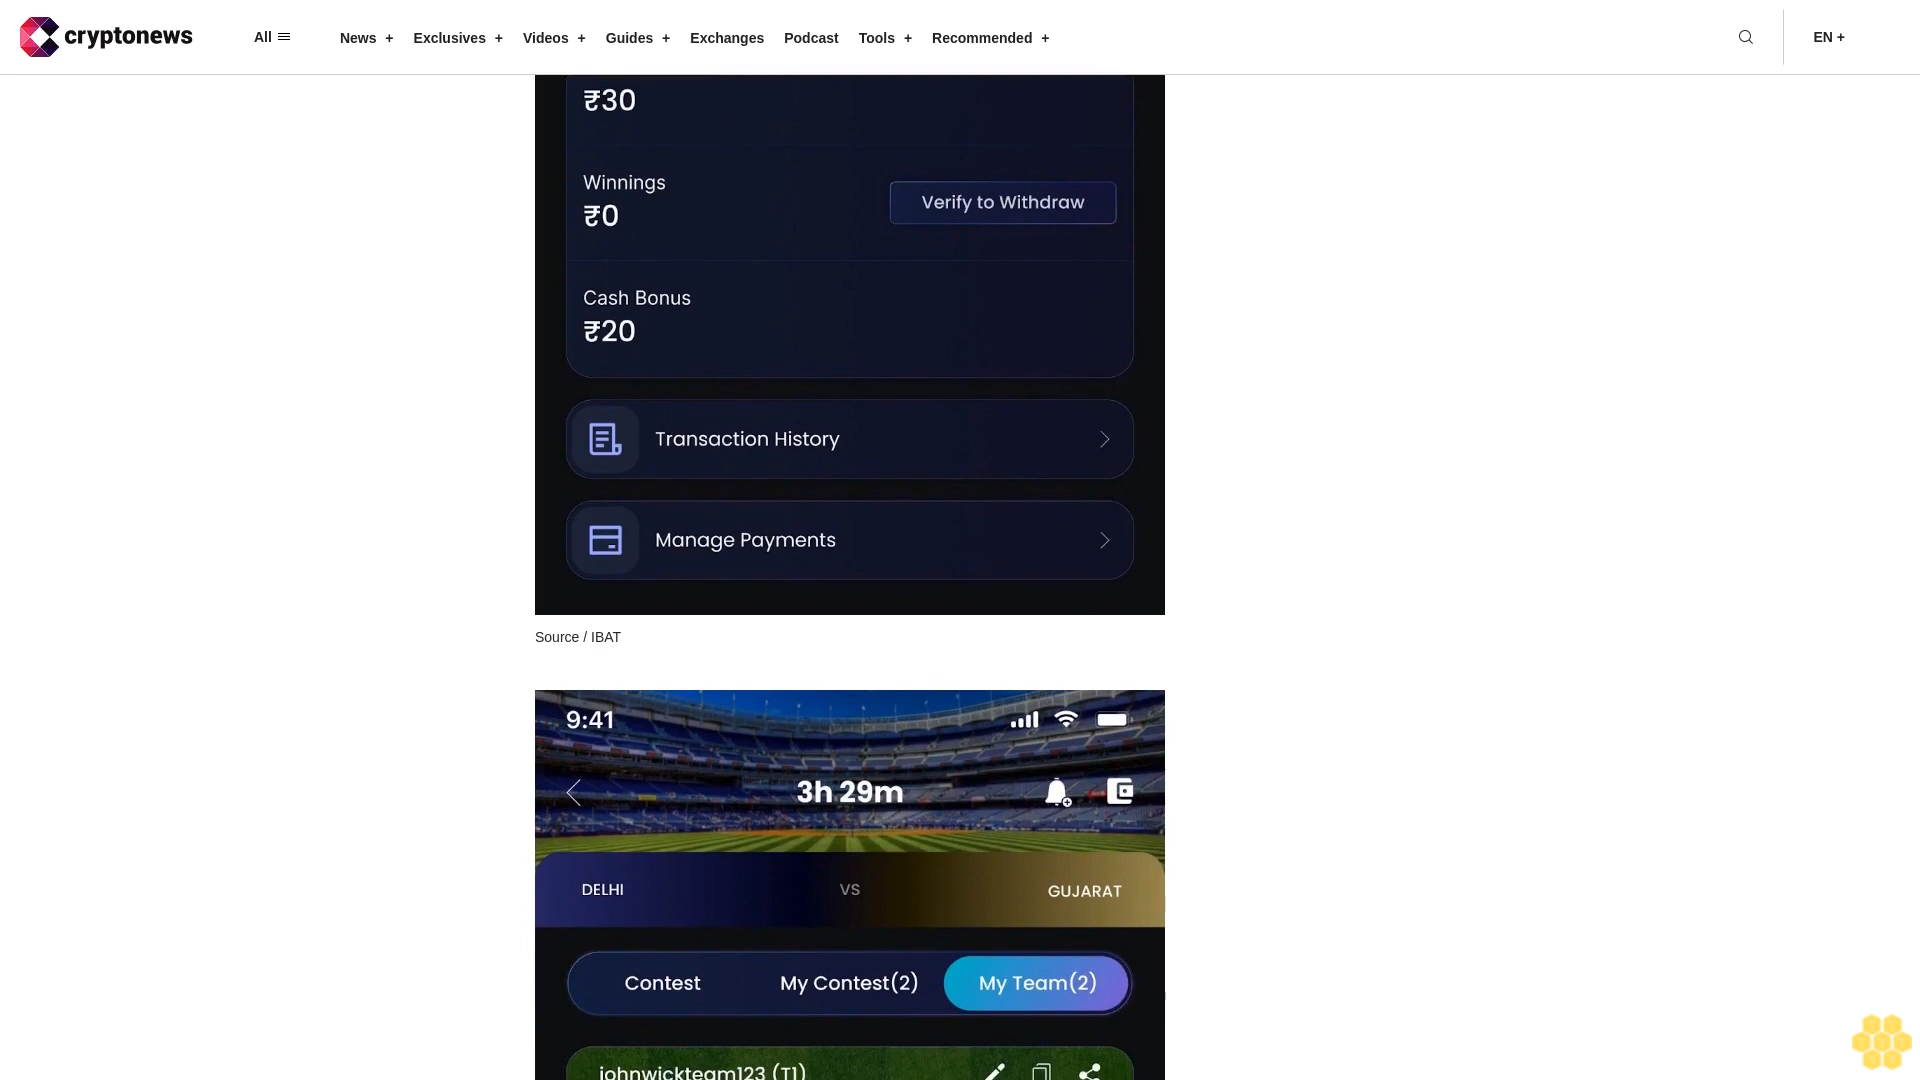 cryptonews
All
News +
Exclusives +
Videos +
Guides +
Exchanges
Podcast
Tools +
Recommended +
EN +
₹30
Winnings
₹0
Verify to Withdraw
Cash Bonus
₹20
Transaction History
Manage Payments
Source / IBAT
9:41
3h 29m
DELHI
VS
GUJARAT
Contest
My Contest(2)
My Team(2)
johnwickteam123 (T1)